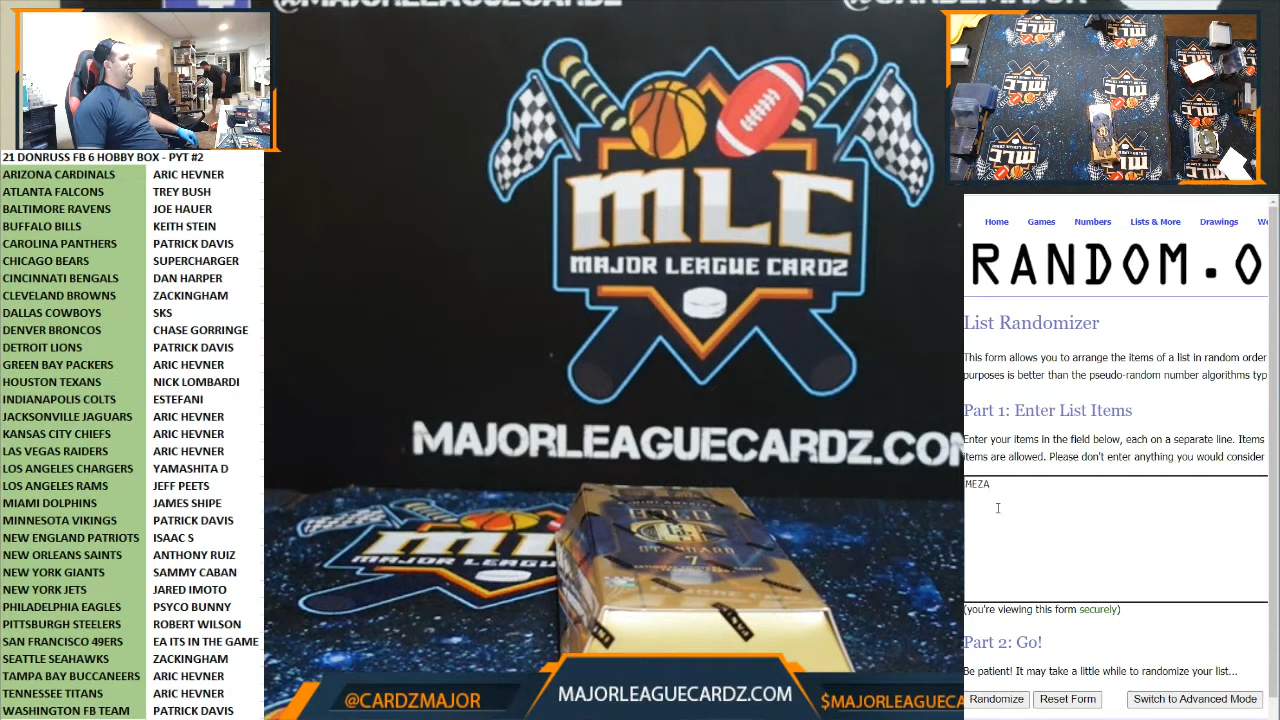 @MAJORLEAGUECARDZ
21 DONRUSS FB 6 HOBBY BOX - PYT #2
ARIZONA CARDINALS ARIC HEVNER
ATLANTA FALCONS TREY BUSH
BALTIMORE RAVENS JOE HAUER
BUFFALO BILLS KEITH STEIN
CAROLINA PANTHERS PATRICK DAVIS
CHICAGO BEARS SUPERCHARGER
CINCINNATI BENGALS DAN HARPER
CLEVELAND BROWNS ZACKINGHAM
DALLAS COWBOYS SKS
DENVER BRONCOS CHASE GORRINGE
DETROIT LIONS PATRICK DAVIS
GREEN BAY PACKERS ARIC HEVNER
HOUSTON TEXANS NICK LOMBARDI
INDIANAPOLIS COLTS ESTEFANI
JACKSONVILLE JAGUARS ARIC HEVNER
KANSAS CITY CHIEFS ARIC HEVNER
LAS VEGAS RAIDERS ARIC HEVNER
LOS ANGELES CHARGERS YAMASHITA D
LOS ANGELES RAMS JEFF PEETS
MIAMI DOLPHINS JAMES SHIPE
MINNESOTA VIKINGS PATRICK DAVIS
NEW ENGLAND PATRIOTS ISAAC S
NEW ORLEANS SAINTS ANTHONY RUIZ
NEW YORK GIANTS SAMMY CABAN
NEW YORK JETS JARED IMOTO
PHILADELPHIA EAGLES PSYCO BUNNY
PITTSBURGH STEELERS ROBERT WILSON
SAN FRANCISCO 49ERS EA ITS IN THE GAME
SEATTLE SEAHAWKS ZACKINGHAM
TAMPA BAY BUCCANEERS ARIC HEVNER
TENNESSEE TITANS ARIC HEVNER
WASHINGTON FB TEAM PATRICK DAVIS
MLC
MAJOR LEAGUE CARDZ
MAJORLEAGUECARDZ.COM
MAJOR LEAGU
@CARDZMAJOR
MAJORLEAGUECARDZ.COM
$MAJORLEAGUECA
Home Games Numbers Lists & More Drawings We
RANDOM.O
List Randomizer
This form allows you to arrange the items of a list in random order
purposes is better than the pseudo-random number algorithms typ
Part 1: Enter List Items
Enter your items in the field below, each on a separate line. Items
items are allowed. Please don't enter anything you would consider
MEZA
(you're viewing this form securely)
Part 2: Go!
Be patient! It may take a little while to randomize your list...
Randomize Reset Form Switch to Advanced Mode